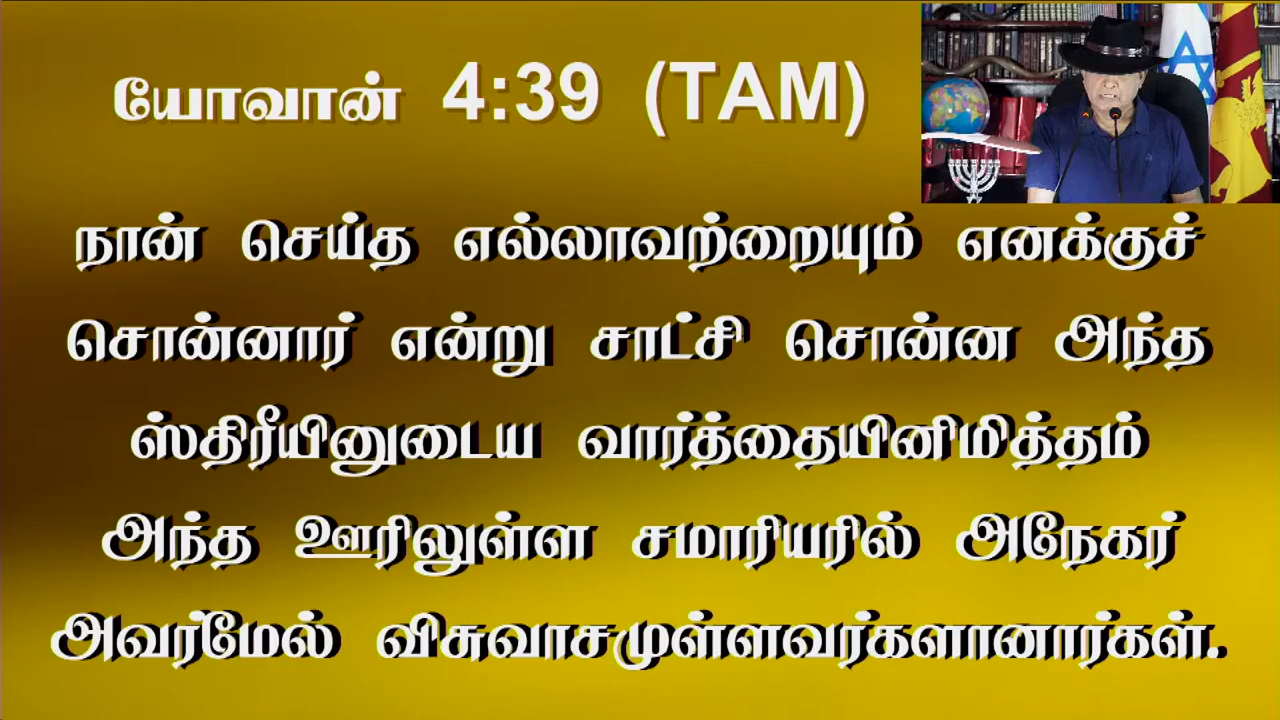 யோவான் 4:39 (TAM)
நான் செய்த எல்லாவற்றையும் எனக்குச்
சொன்னார் என்று சாட்சி சொன்ன அந்த
ஸ்திரீயினுடைய வார்த்தையினிமித்தம்
அந்த ஊரிலுள்ள சமாரியரில் அநேகர்
அவர்மேல் விசுவாசமுள்ளவர்களானார்கள்.